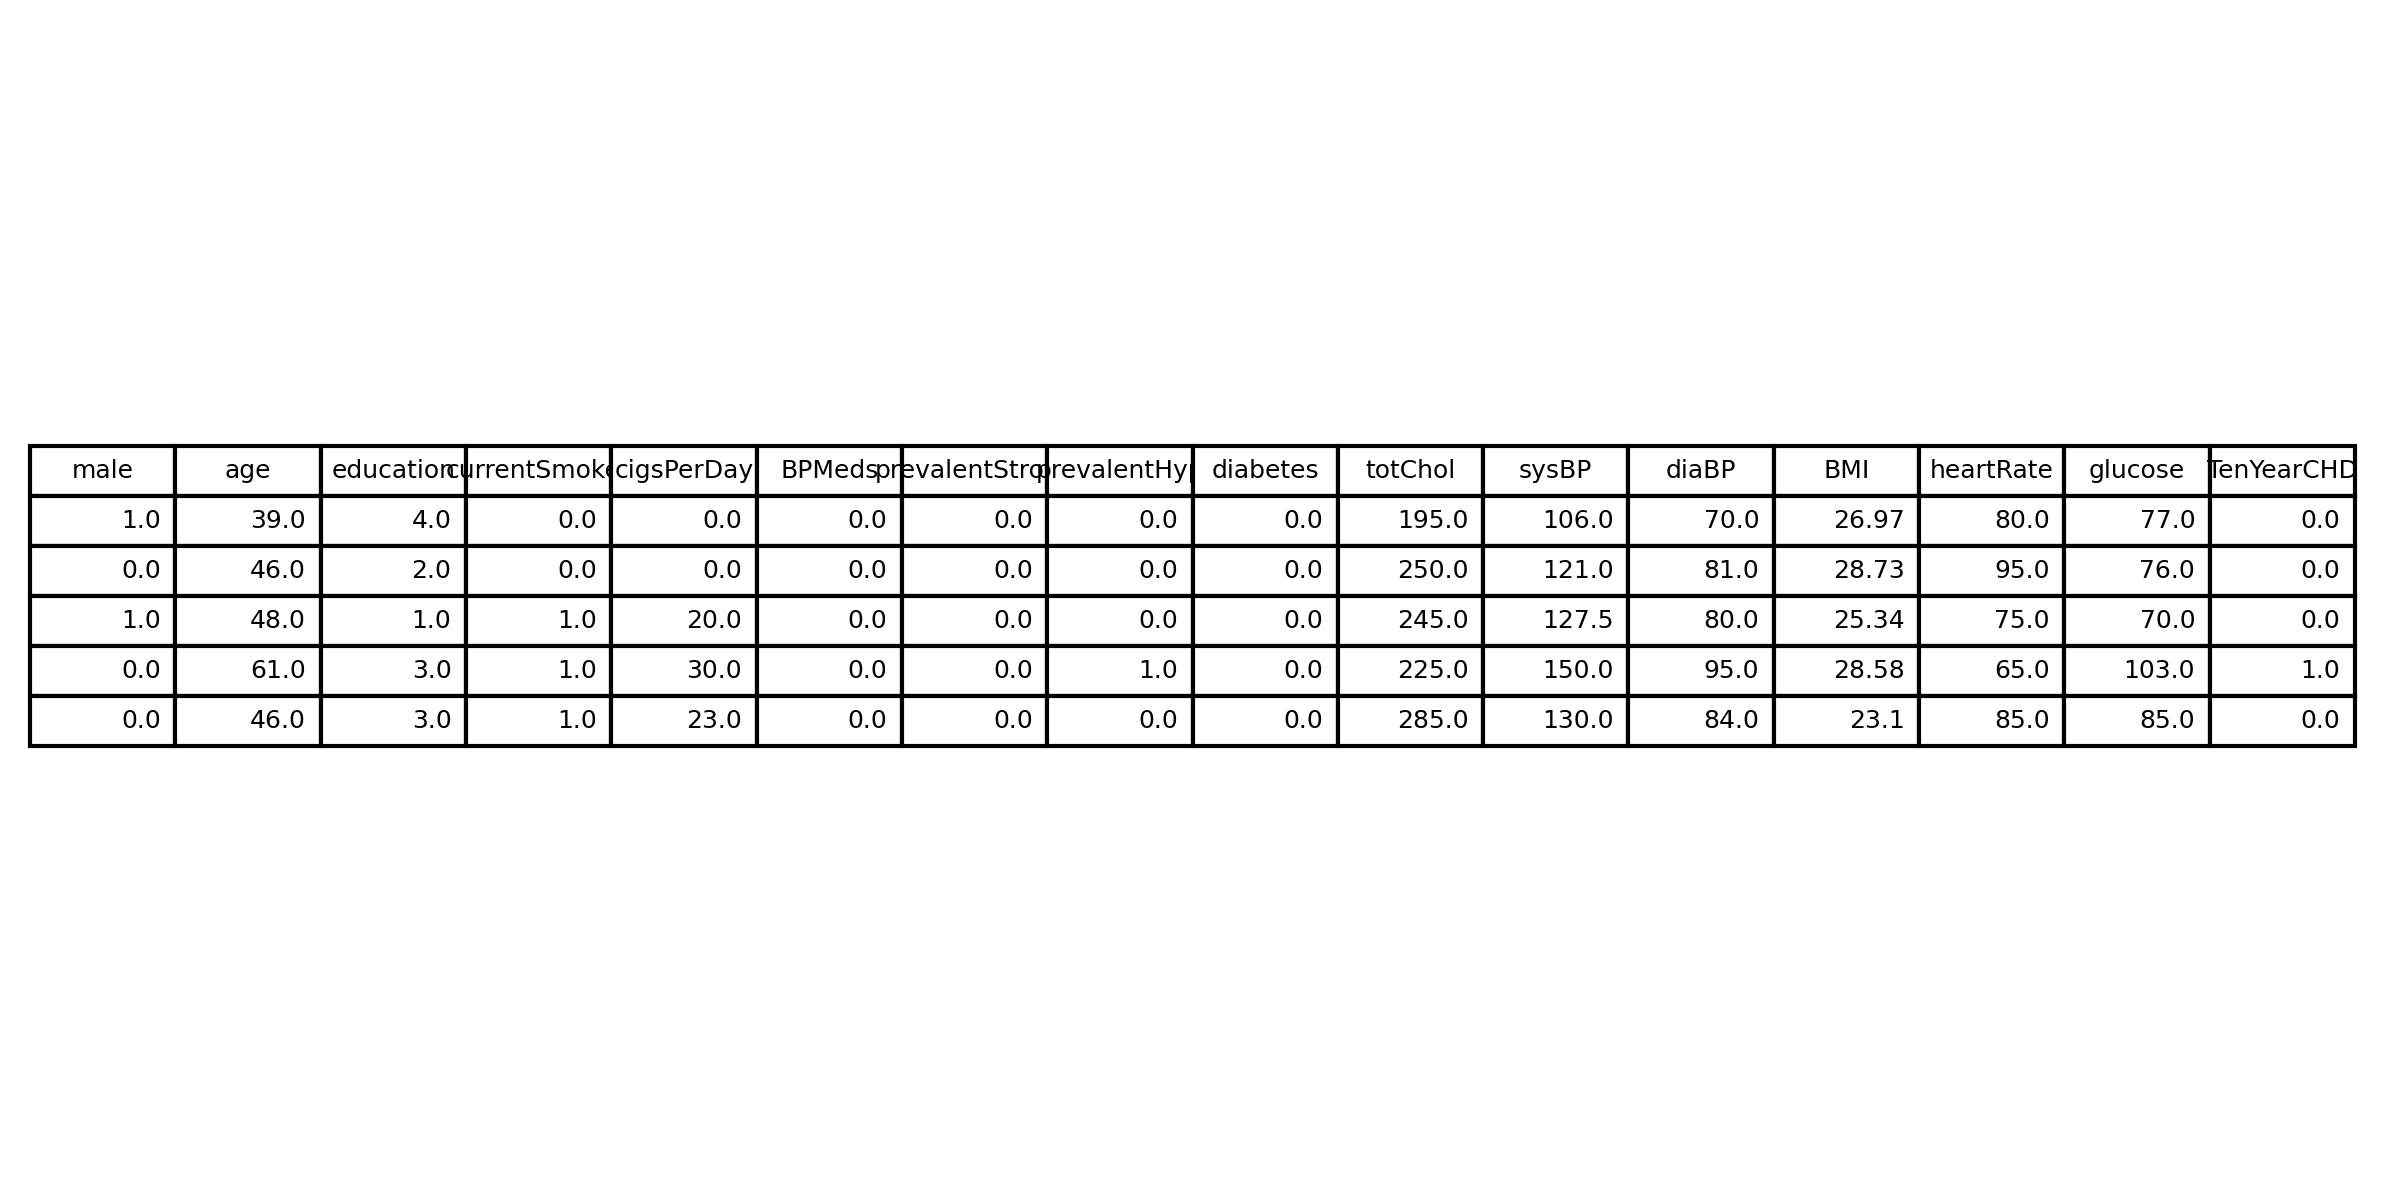 male age education currentSmoke cigsPerDay BPMeds prevalentStro prevalentHyp diabetes totChol sysBP diaBP BMI heartRate glucose TenYearCHD
1.0 39.0 4.0 0.0 0.0 0.0 0.0 0.0 0.0 195.0 106.0 70.0 26.97 80.0 77.0 0.0
0.0 46.0 2.0 0.0 0.0 0.0 0.0 0.0 0.0 250.0 121.0 81.0 28.73 95.0 76.0 0.0
1.0 48.0 1.0 1.0 20.0 0.0 0.0 0.0 0.0 245.0 127.5 80.0 25.34 75.0 70.0 0.0
0.0 61.0 3.0 1.0 30.0 0.0 0.0 1.0 0.0 225.0 150.0 95.0 28.58 65.0 103.0 1.0
0.0 46.0 3.0 1.0 23.0 0.0 0.0 0.0 0.0 285.0 130.0 84.0 23.1 85.0 85.0 0.0